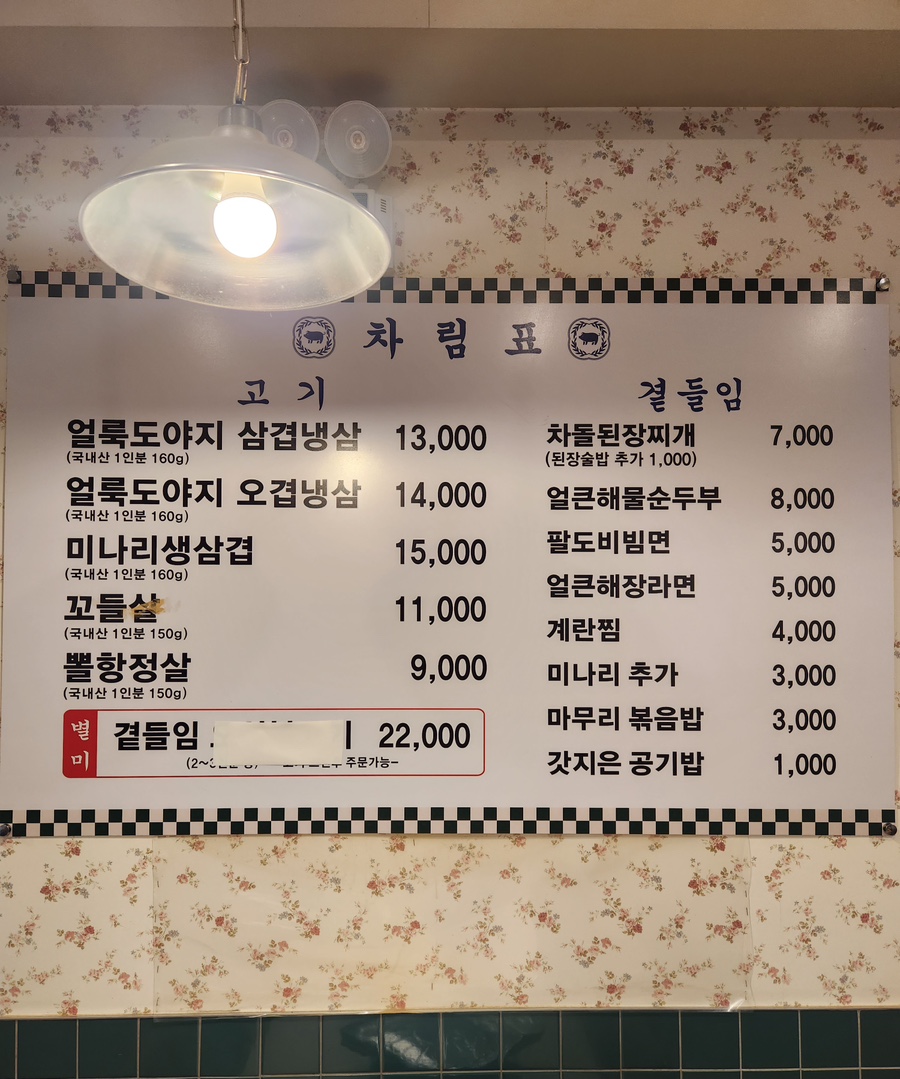 차림표
고기
얼룩도야지 삼겹냉삼 13,000
(국내산 1인분 160g)
얼룩도야지 오겹냉삼 14,000
(국내산 1인분 160g)
미나리생삼겹 15,000
(국내산 1인분 160g)
꼬들살 11,000
(국내산 1인분 150g)
뽈항정살 9,000
(국내산 1인분 150g)
별미
곁들임 22,000
주문가능-
곁들임
차돌된장찌개 7,000
(된장술밥 추가 1,000)
얼큰해물순두부 8,000
팔도비빔면 5,000
얼큰해장라면 5,000
계란찜 4,000
미나리 추가 3,000
마무리 볶음밥 3,000
갓지은 공기밥 1,000